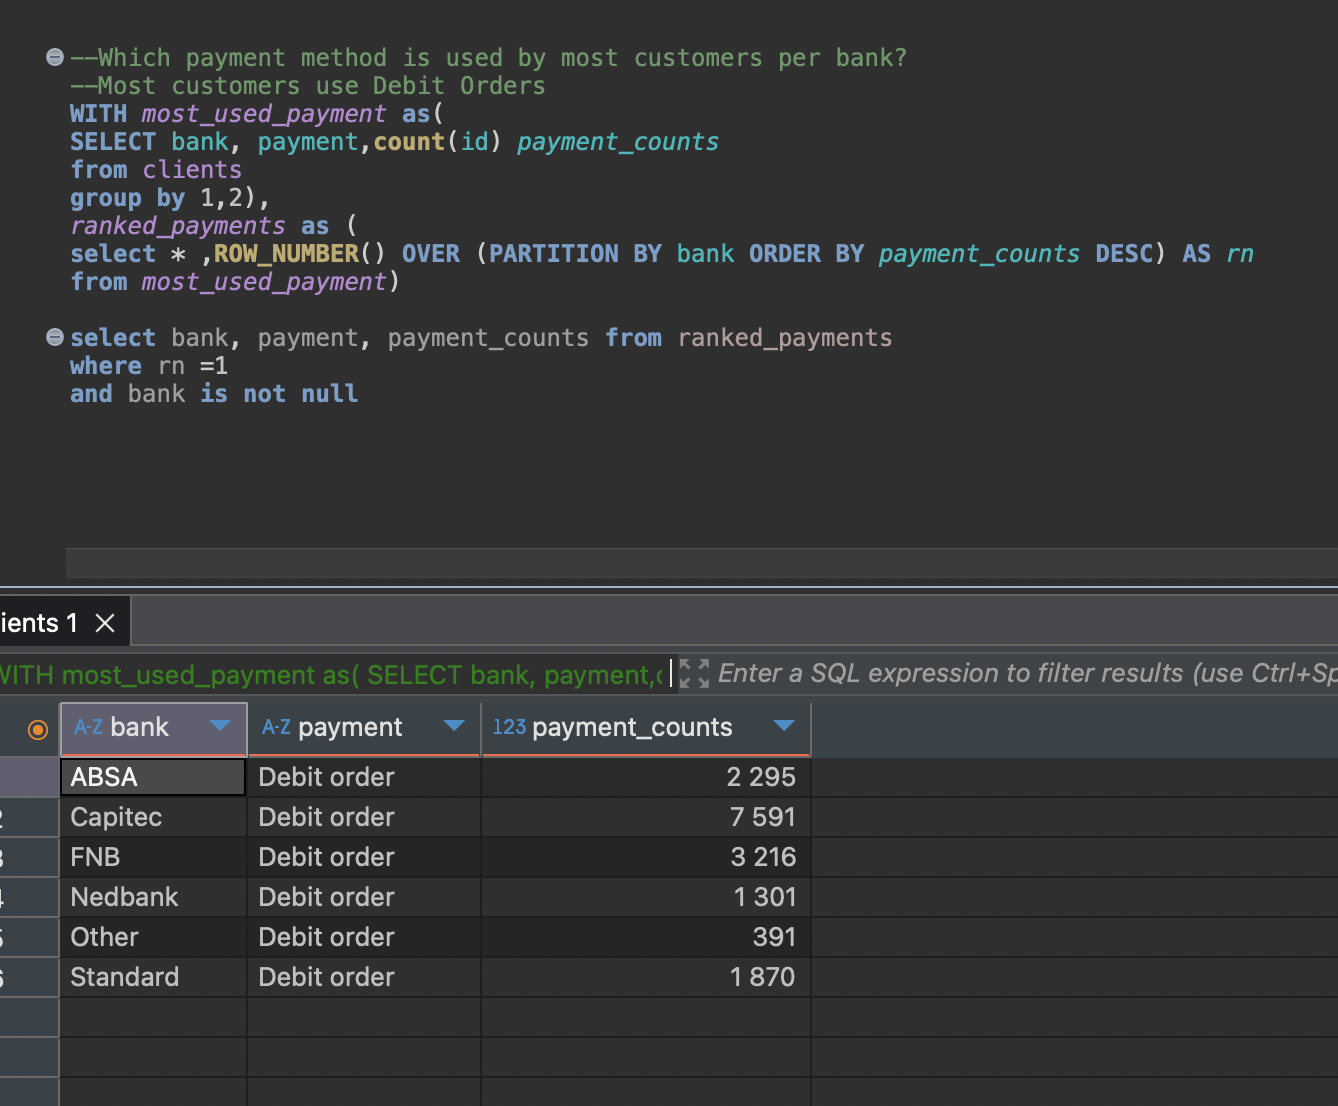 --Which payment method is used by most customers per bank?
--Most customers use Debit Orders
WITH most_used_payment as(
SELECT bank, payment,count(id) payment_counts
from clients
group by 1,2),
ranked_payments as (
select * ,ROW_NUMBER() OVER (PARTITION BY bank ORDER BY payment_counts DESC) AS rn
from most_used_payment)
select bank, payment, payment_counts from ranked_payments
where rn =1
and bank is not null
ients 1
WITH most_used_payment as( SELECT bank, payment,c Enter a SQL expression to filter results (use Ctrl+Sp
A-Z bank A-Z payment 123 payment_counts
ABSA Debit order 2 295
2 Capitec Debit order 7 591
3 FNB Debit order 3 216
4 Nedbank Debit order 1 301
5 Other Debit order 391
6 Standard Debit order 1 870